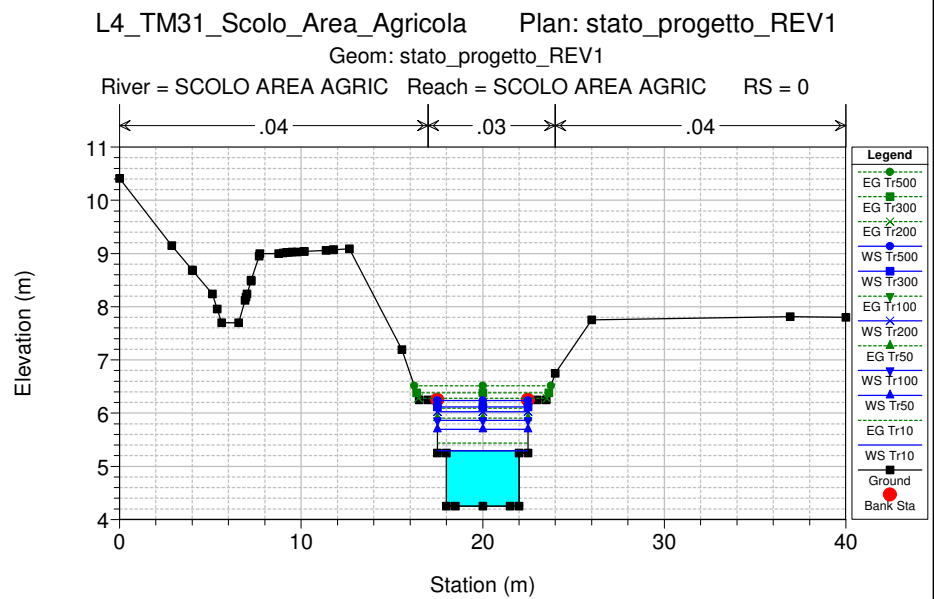 L4_TM31_Scolo_Area_Agricola Plan: stato_progetto_REV1
Geom: stato_progetto_REV1
River = SCOLO AREA AGRIC Reach = SCOLO AREA AGRIC RS = 0
.04 .03 .04
11
10
9
8
7
6
5
4
Elevation (m)
0 10 20 30 40
Station (m)
Legend
EG Tr500
EG Tr300
EG Tr200
WS Tr500
WS Tr300
EG Tr100
WS Tr200
EG Tr50
WS Tr100
WS Tr50
EG Tr10
WS Tr10
Ground
Bank Sta